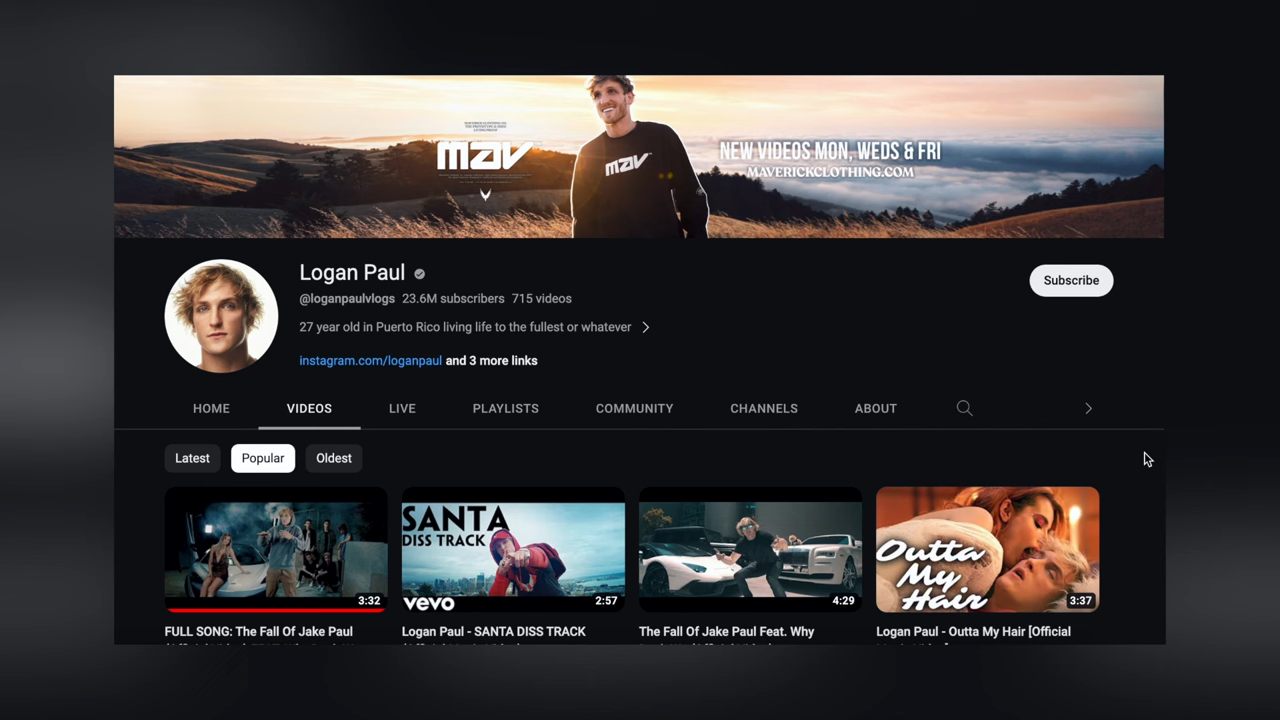 mav
mav
NEW VIDEOS MON, WEDS & FRI
MAVERICKCLOTHING.COM
Logan Paul
@loganpaulvlogs 23.6M subscribers 715 videos
27 year old in Puerto Rico living life to the fullest or whatever
instagram.com/loganpaul and 3 more links
Subscribe
HOME VIDEOS LIVE PLAYLISTS COMMUNITY CHANNELS ABOUT
Latest Popular Oldest
3:32
SANTA
DISS TRACK
vevo
2:57
4:29
Outta
My
Hair
3:37
FULL SONG: The Fall Of Jake Paul
Logan Paul - SANTA DISS TRACK
The Fall Of Jake Paul Feat. Why
Logan Paul - Outta My Hair [Official